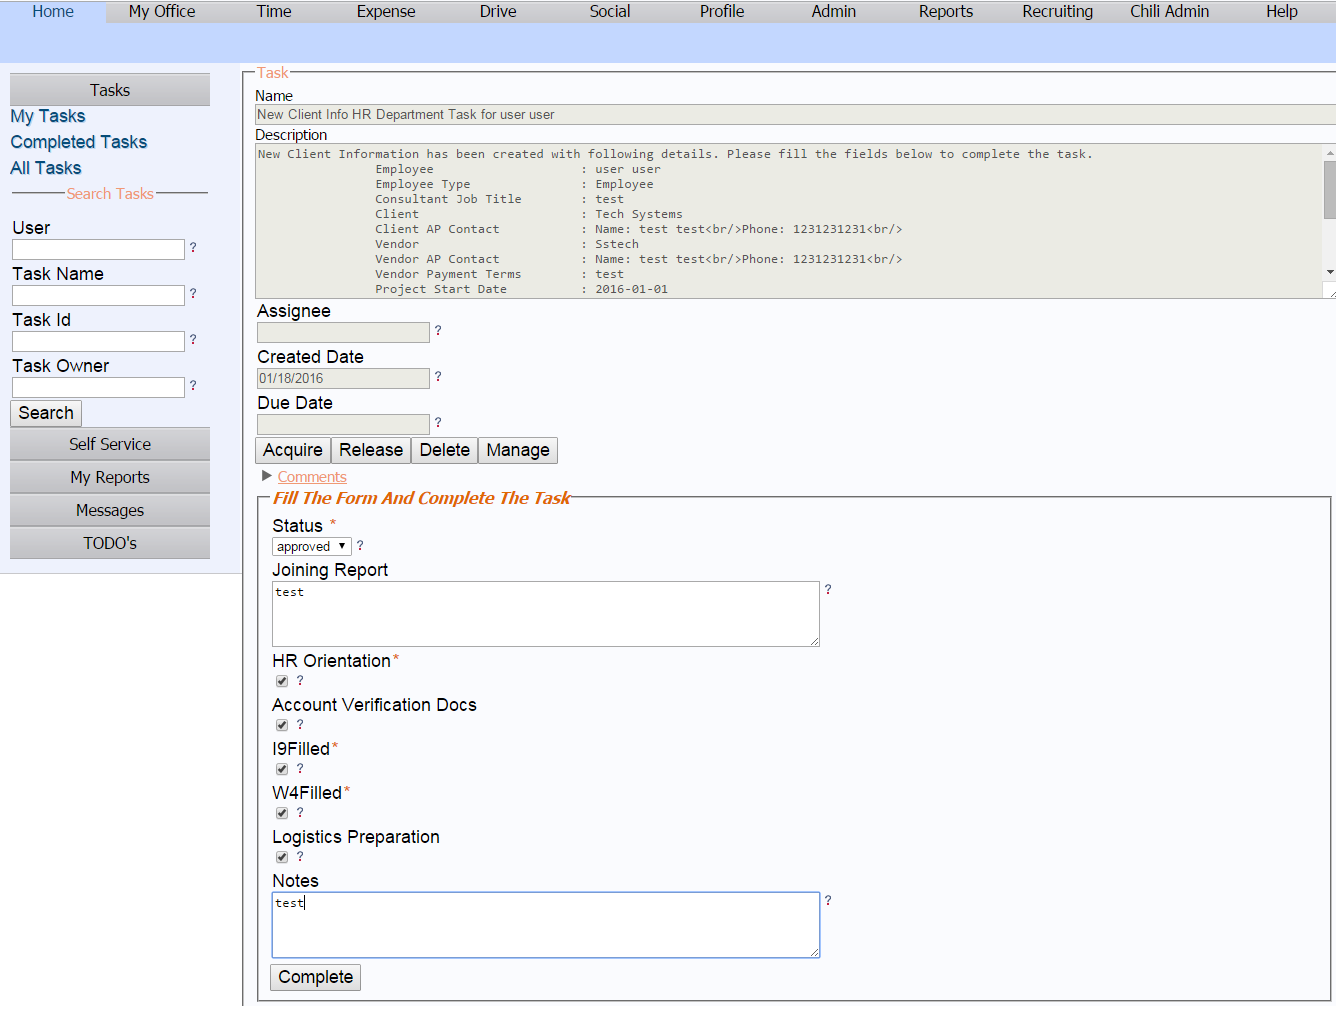 Home My Office Time Expense Drive Social Profile Admin Reports Recruiting Chili Admin Help
Tasks
My Tasks
Completed Tasks
All Tasks
Search Tasks
User
?
Task Name
?
Task Id
?
Task Owner
?
Search
Self Service
My Reports
Messages
TODO's
Task
Name
New Client Info HR Department Task for user user
Description
New Client Information has been created with following details. Please fill the fields below to complete the task.
Employee : user user
Employee Type : Employee
Consultant Job Title : test
Client : Tech Systems
Client AP Contact : Name: test test<br/>Phone: 1231231231<br/>
Vendor : Sstech
Vendor AP Contact : Name: test test<br/>Phone: 1231231231<br/>
Vendor Payment Terms : test
Project Start Date : 2016-01-01
Assignee
?
Created Date
01/18/2016 ?
Due Date
?
Acquire Release Delete Manage
Comments
Fill The Form And Complete The Task
Status *
approved ?
Joining Report
test ?
HR Orientation*
?
Account Verification Docs
?
I9Filled*
?
W4Filled*
?
Logistics Preparation
?
Notes
test ?
Complete